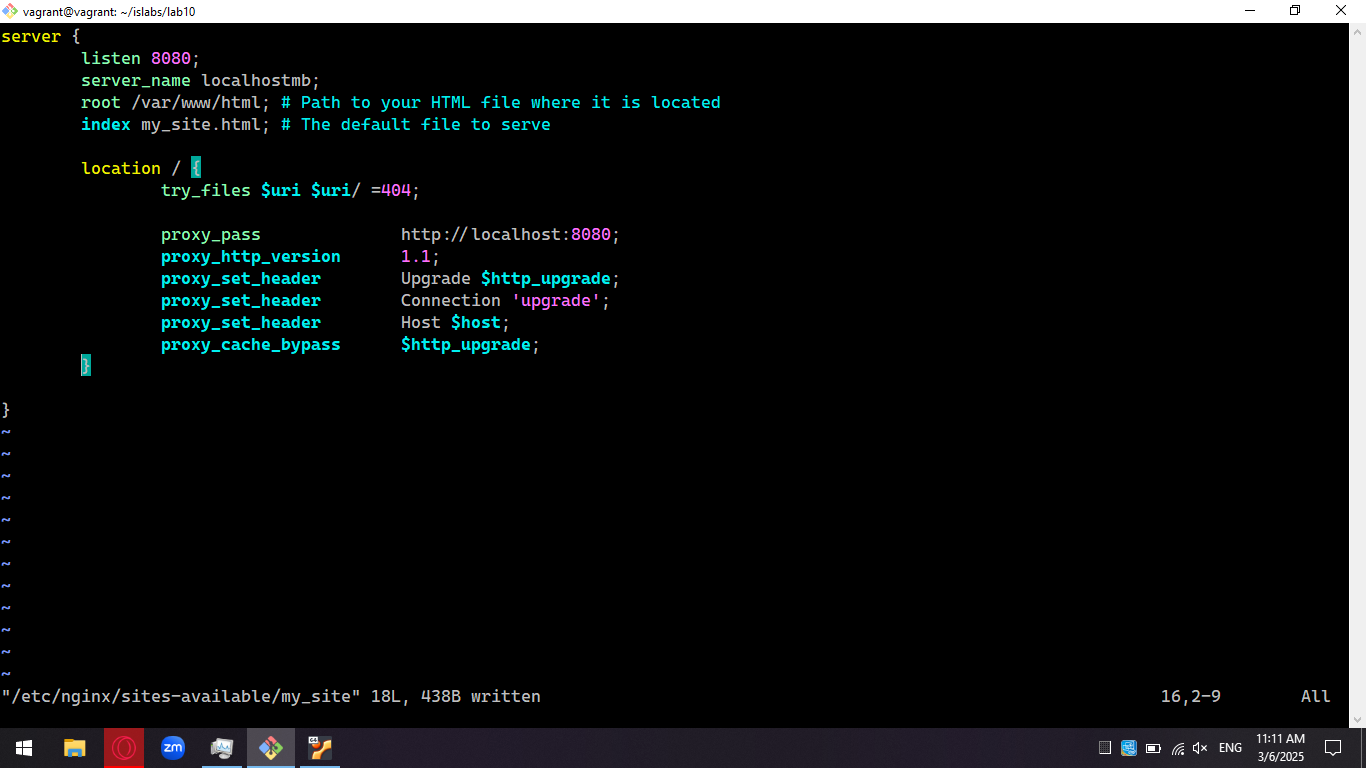 vagrant@vagrant: ~/islabs/lab10
server {
        listen 8080;
        server_name localhostmb;
        root /var/www/html; # Path to your HTML file where it is located
        index my_site.html; # The default file to serve

        location / {
                try_files $uri $uri/ =404;

                proxy_pass              http://localhost:8080;
                proxy_http_version      1.1;
                proxy_set_header        Upgrade $http_upgrade;
                proxy_set_header        Connection 'upgrade';
                proxy_set_header        Host $host;
                proxy_cache_bypass      $http_upgrade;
        }

}
~
~
~
~
~
~
~
~
~
~
~
~
"/etc/nginx/sites-available/my_site" 18L, 438B written 16,2-9 All
zm
64
ENG
11:11 AM
3/6/2025